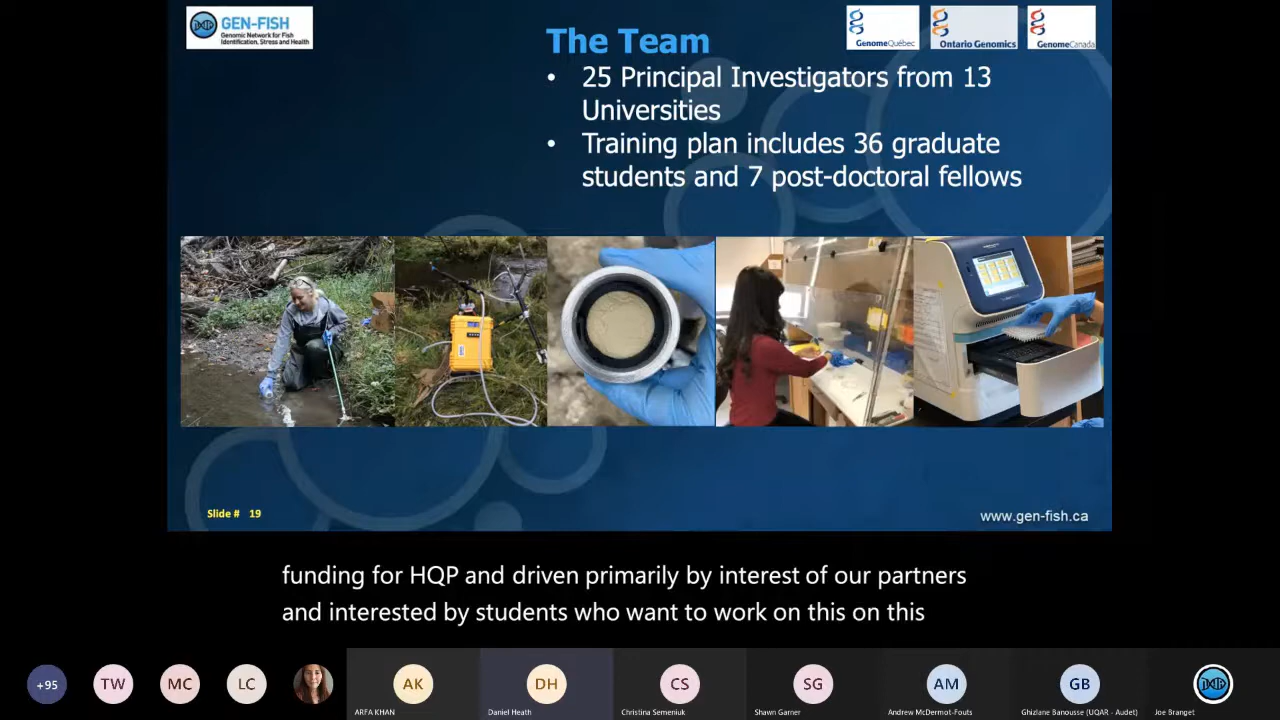 GEN-FISH
Genomic Network for Fish
Identification, Stress and Health
GenomeQuébec
Ontario Genomics
GenomeCanada
The Team
• 25 Principal Investigators from 13
Universities
• Training plan includes 36 graduate
students and 7 post-doctoral fellows
Slide # 19
www.gen-fish.ca
funding for HQP and driven primarily by interest of our partners
and interested by students who want to work on this on this
+95
TW
MC
LC
AK
ARFA KHAN
DH
Daniel Heath
CS
Christina Semeniuk
SG
Shawn Garner
AM
Andrew McDermot-Fouts
GB
Ghizlane Banousse (UQAR - Audet)
Joe Branget